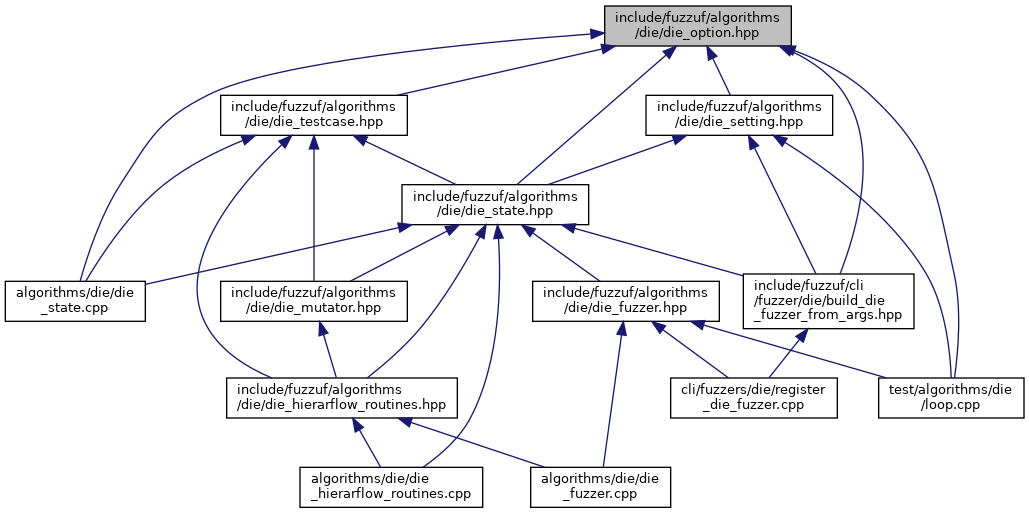 include/fuzzuf/algorithms
/die/die_option.hpp
include/fuzzuf/algorithms
/die/die_testcase.hpp
include/fuzzuf/algorithms
/die/die_setting.hpp
include/fuzzuf/algorithms
/die/die_state.hpp
algorithms/die/die
_state.cpp
include/fuzzuf/algorithms
/die/die_mutator.hpp
include/fuzzuf/algorithms
/die/die_fuzzer.hpp
include/fuzzuf/cli
/fuzzer/die/build_die
_fuzzer_from_args.hpp
include/fuzzuf/algorithms
/die/die_hierarflow_routines.hpp
cli/fuzzers/die/register
_die_fuzzer.cpp
test/algorithms/die
/loop.cpp
algorithms/die/die
_hierarflow_routines.cpp
algorithms/die/die
_fuzzer.cpp